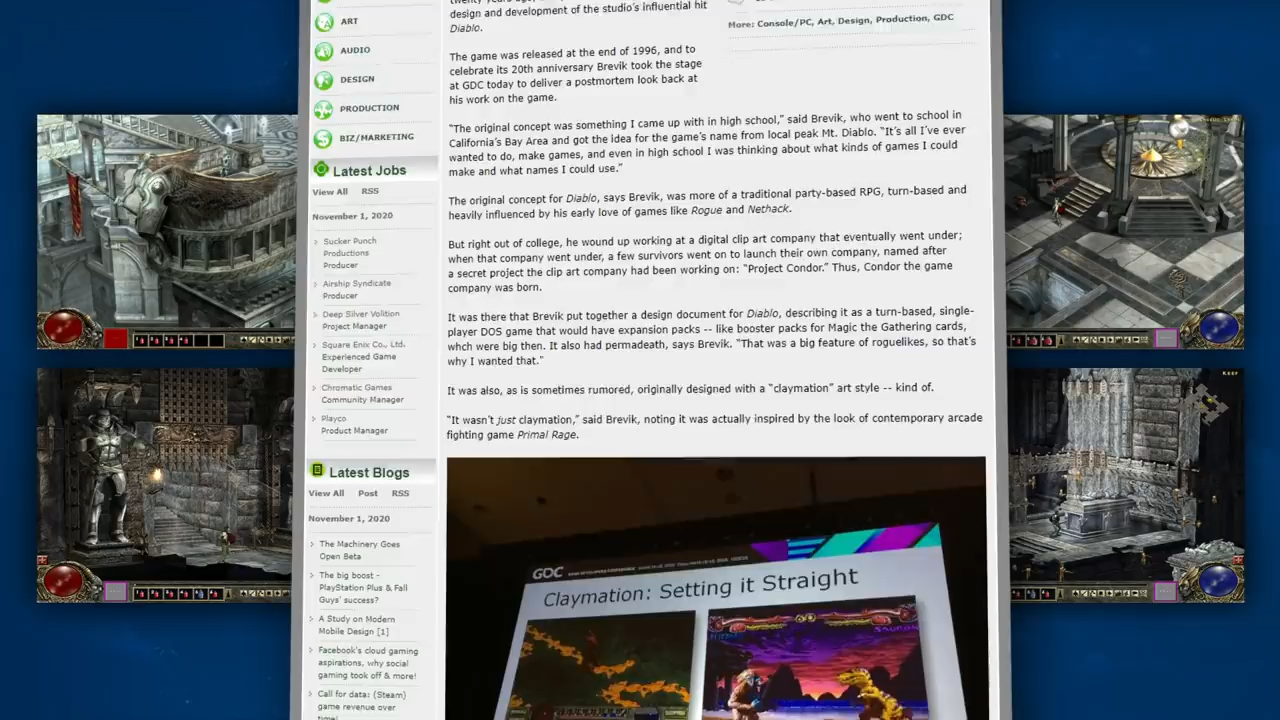 ART
AUDIO
DESIGN
PRODUCTION
BIZ/MARKETING
Latest Jobs
View All RSS
November 1, 2020
Sucker Punch
Productions
Producer
Airship Syndicate
Producer
Deep Silver Volition
Project Manager
Square Enix Co., Ltd.
Experienced Game
Developer
Chromatic Games
Community Manager
Playco
Product Manager
Latest Blogs
View All Post RSS
November 1, 2020
The Machinery Goes
Open Beta
The big boost -
PlayStation Plus & Fall
Guys' success?
A Study on Modern
Mobile Design [1]
Facebook's cloud gaming
aspirations, why social
gaming took off & more!
Call for data: (Steam)
game revenue over
time!
design and development of the studio's influential hit
Diablo.
The game was released at the end of 1996, and to
celebrate its 20th anniversary Brevik took the stage
at GDC today to deliver a postmortem look back at
his work on the game.
More: Console/PC, Art, Design, Production, GDC
"The original concept was something I came up with in high school," said Brevik, who went to school in
California's Bay Area and got the idea for the game's name from local peak Mt. Diablo. "It's all I've ever
wanted to do, make games, and even in high school I was thinking about what kinds of games I could
make and what names I could use."
The original concept for Diablo, says Brevik, was more of a traditional party-based RPG, turn-based and
heavily influenced by his early love of games like Rogue and Nethack.
But right out of college, he wound up working at a digital clip art company that eventually went under;
when that company went under, a few survivors went on to launch their own company, named after
a secret project the clip art company had been working on: "Project Condor." Thus, Condor the game
company was born.
It was there that Brevik put together a design document for Diablo, describing it as a turn-based, single-
player DOS game that would have expansion packs -- like booster packs for Magic the Gathering cards,
whch were big then. It also had permadeath, says Brevik. "That was a big feature of roguelikes, so that's
why I wanted that."
It was also, as is sometimes rumored, originally designed with a "claymation" art style -- kind of.
"It wasn't just claymation," said Brevik, noting it was actually inspired by the look of contemporary arcade
fighting game Primal Rage.
GDC
Claymation: Setting it Straight